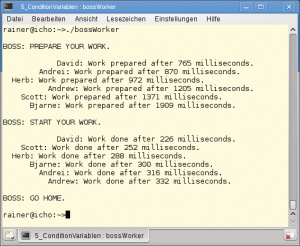 5_ConditionVariablen : bossWorker
Datei Bearbeiten Ansicht Lesezeichen Einstellungen Hilfe
rainer@icho:~>./bossWorker
BOSS: PREPARE YOUR WORK.
David: Work prepared after 765 milliseconds.
Andrei: Work prepared after 870 milliseconds.
Herb: Work prepared after 972 milliseconds.
Andrew: Work prepared after 1205 milliseconds.
Scott: Work prepared after 1371 milliseconds.
Bjarne: Work prepared after 1909 milliseconds.
BOSS: START YOUR WORK.
David: Work done after 226 milliseconds.
Scott: Work done after 252 milliseconds.
Herb: Work done after 288 milliseconds.
Bjarne: Work done after 300 milliseconds.
Andrei: Work done after 316 milliseconds.
Andrew: Work done after 332 milliseconds.
BOSS: GO HOME.
rainer@icho:~>
5_ConditionVariablen : bossWorker